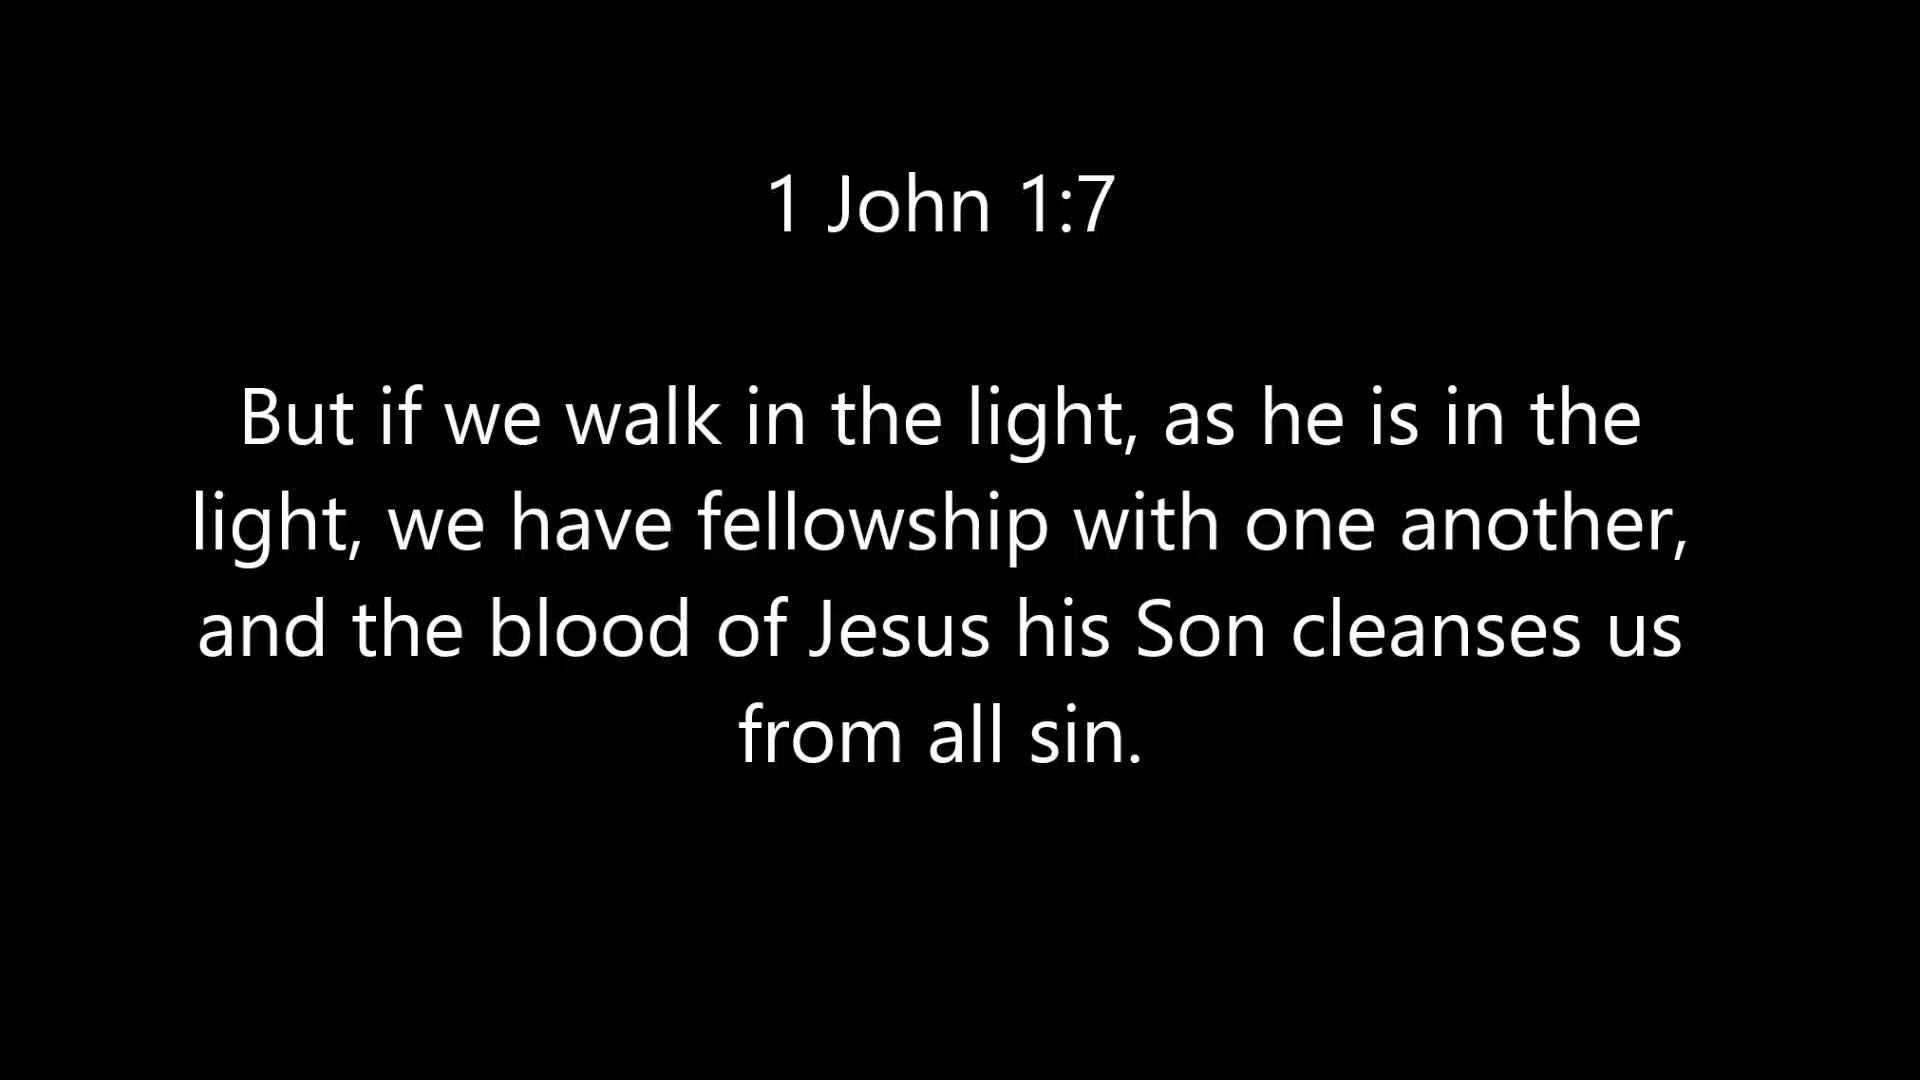 1 John 1:7
But if we walk in the light, as he is in the
light, we have fellowship with one another,
and the blood of Jesus his Son cleanses us
from all sin.